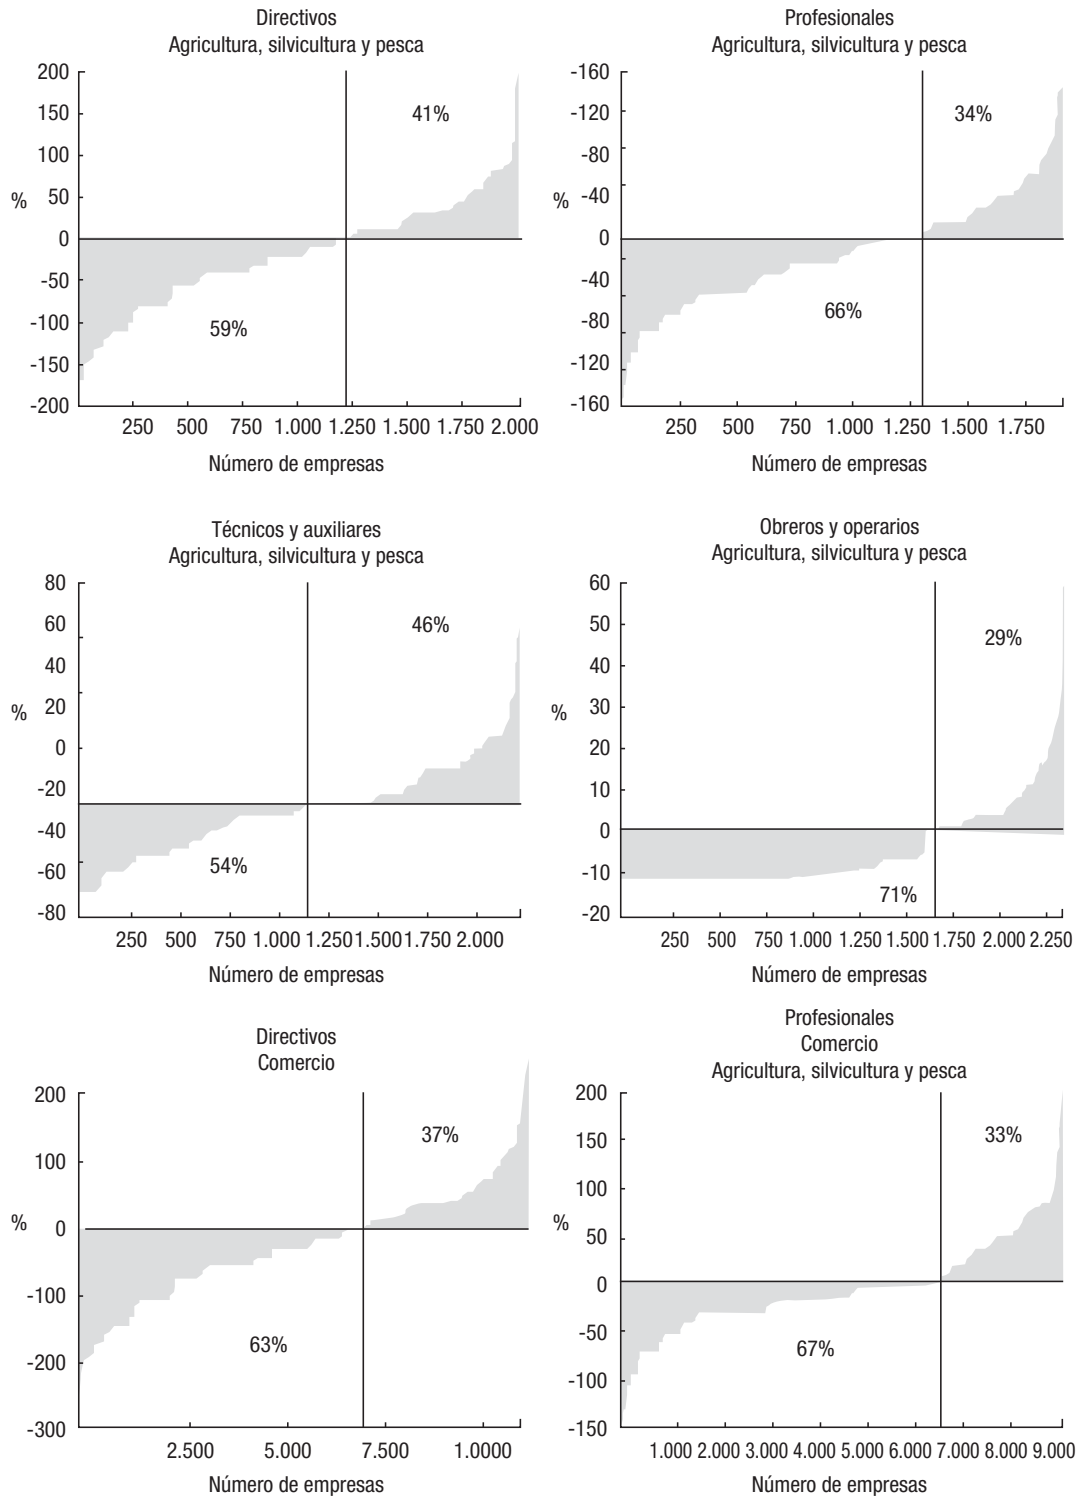 Directivos
Agricultura, silvicultura y pesca
200
150
100
50
0
-50
-100
-150
-200
%
41%
59%
250 500 750 1.000 1.250 1.500 1.750 2.000
Número de empresas
Profesionales
Agricultura, silvicultura y pesca
-160
-120
-80
-40
0
-40
-80
-120
-160
%
34%
66%
250 500 750 1.000 1.250 1.500 1.750
Número de empresas
Técnicos y auxiliares
Agricultura, silvicultura y pesca
80
60
40
20
0
-20
-40
-60
-80
%
46%
54%
250 500 750 1.000 1.250 1.500 1.750 2.000
Número de empresas
Obreros y operarios
Agricultura, silvicultura y pesca
60
50
40
30
20
10
0
-10
-20
%
29%
71%
250 500 750 1.000 1.250 1.500 1.750 2.000 2.250
Número de empresas
Directivos
Comercio
200
100
0
-100
-200
-300
%
37%
63%
2.500 5.000 7.500 1.0000
Número de empresas
Profesionales
Comercio
Agricultura, silvicultura y pesca
200
150
100
50
0
-50
-100
-150
%
33%
67%
1.000 2.000 3.000 4.000 5.000 6.000 7.000 8.000 9.000
Número de empresas